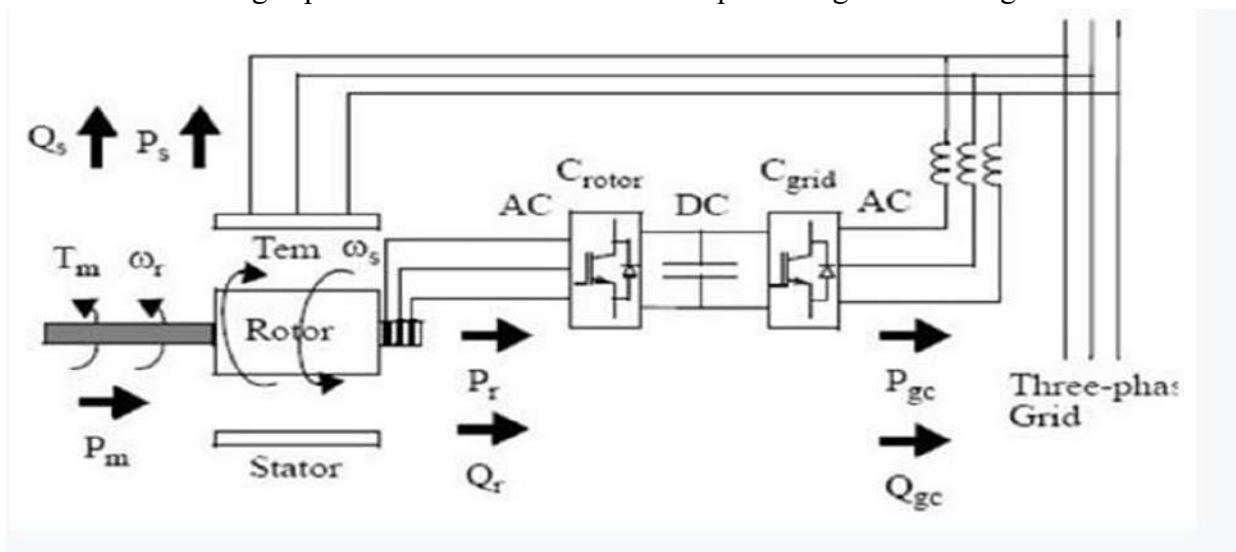 Qs Ps
Crotor Cgrid
AC DC AC
Tm ωr Tem ωs
Rotor
Pr Pgc Three-phas
Grid
Pm Stator
Qr Qgc